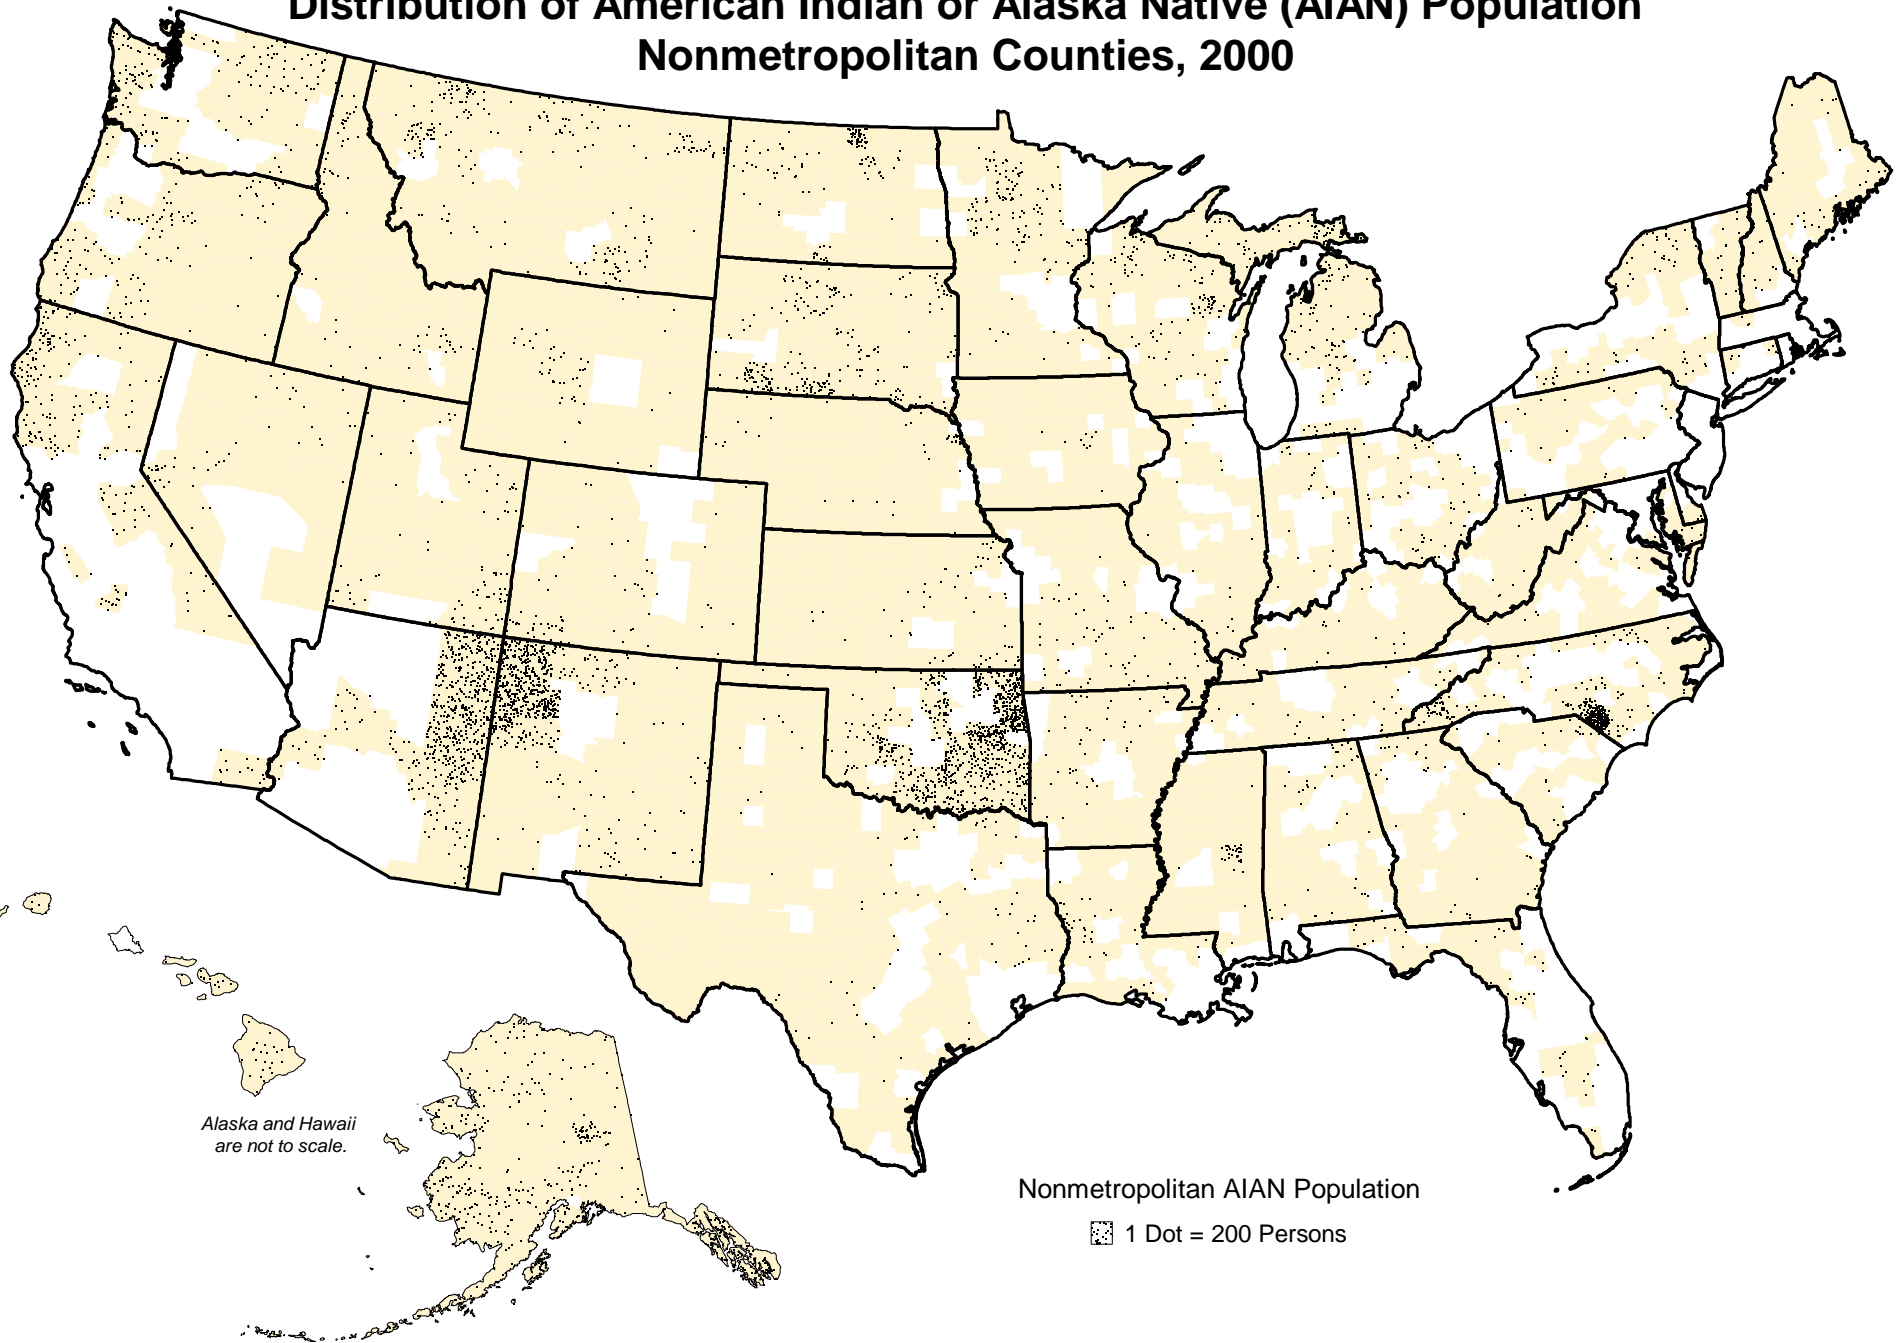 Distribution of American Indian or Alaska Native (AIAN) Population
Nonmetropolitan Counties, 2000
Alaska and Hawaii
are not to scale.
Nonmetropolitan AIAN Population
1 Dot = 200 Persons